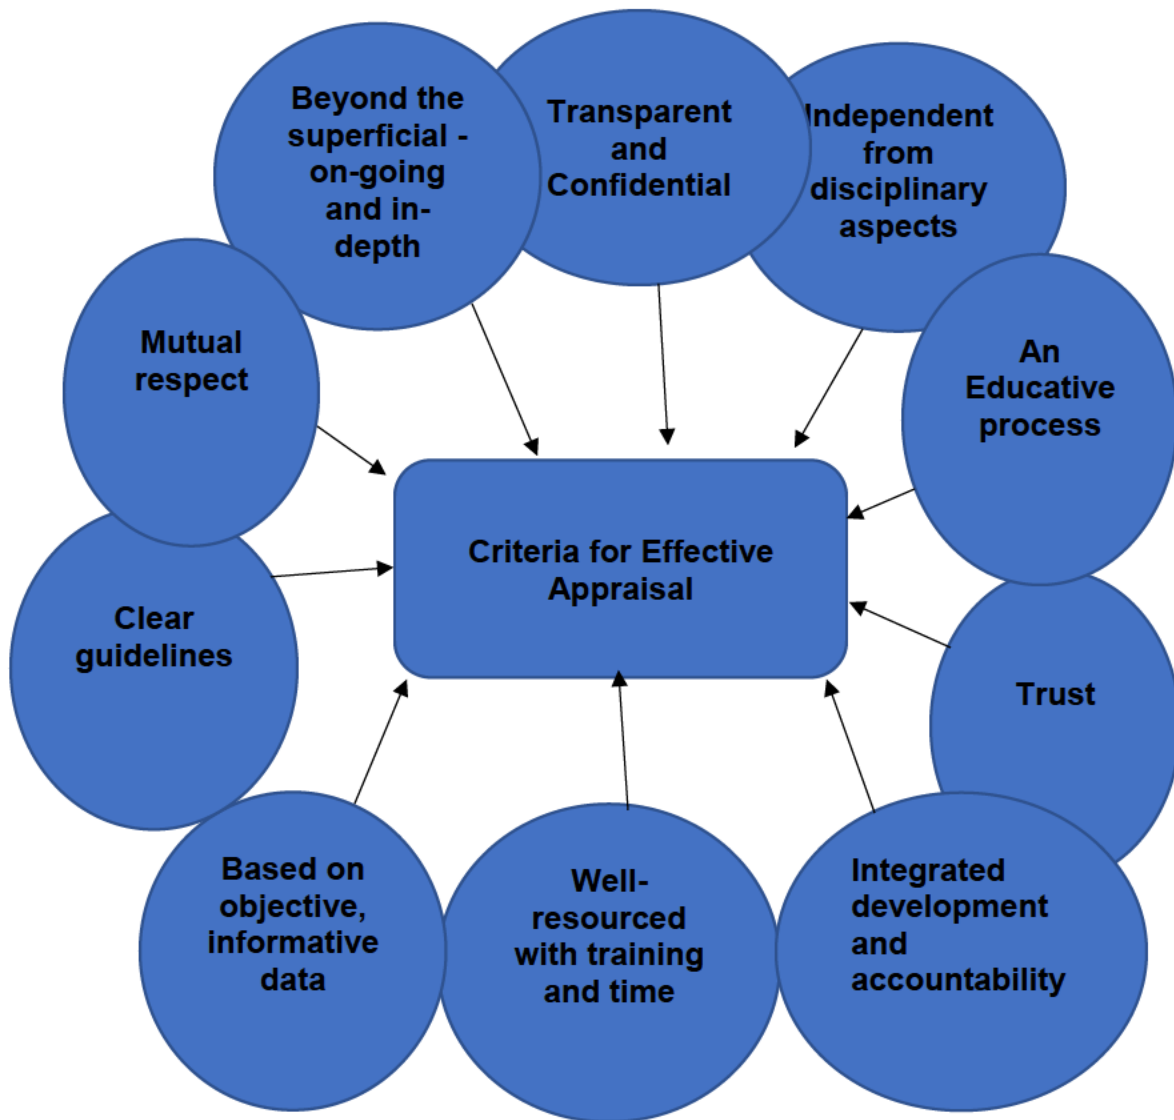 Beyond the
superficial -
on-going
and in-
depth
Transparent
and
Confidential
Independent
from
disciplinary
aspects
Mutual
respect
An
Educative
process
Criteria for Effective
Appraisal
Clear
guidelines
Trust
Based on
objective,
informative
data
Well-
resourced
with training
and time
Integrated
development
and
accountability